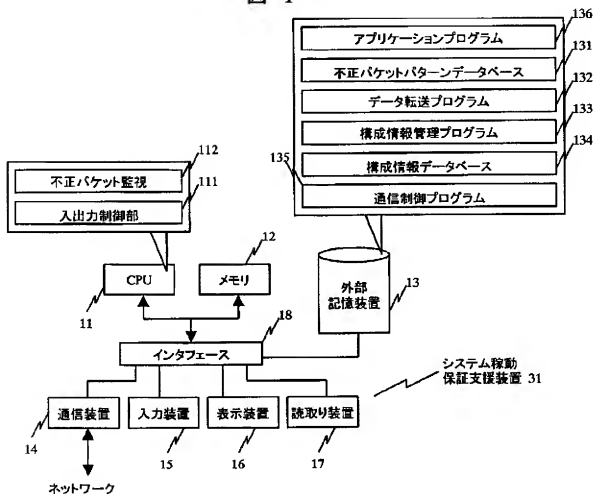 図 1
136
アプリケーションプログラム
131
不正パケットパターンデータベース
132
データ転送プログラム
133
構成情報管理プログラム
134
構成情報データベース
135
通信制御プログラム
112
不正パケット監視
111
入出力制御部
12
CPU
メモリ
11
外部
記憶装置
13
18
インタフェース
システム稼動
保証支援装置 31
通信装置
入力装置
表示装置
読取り装置
14
15
16
17
ネットワーク